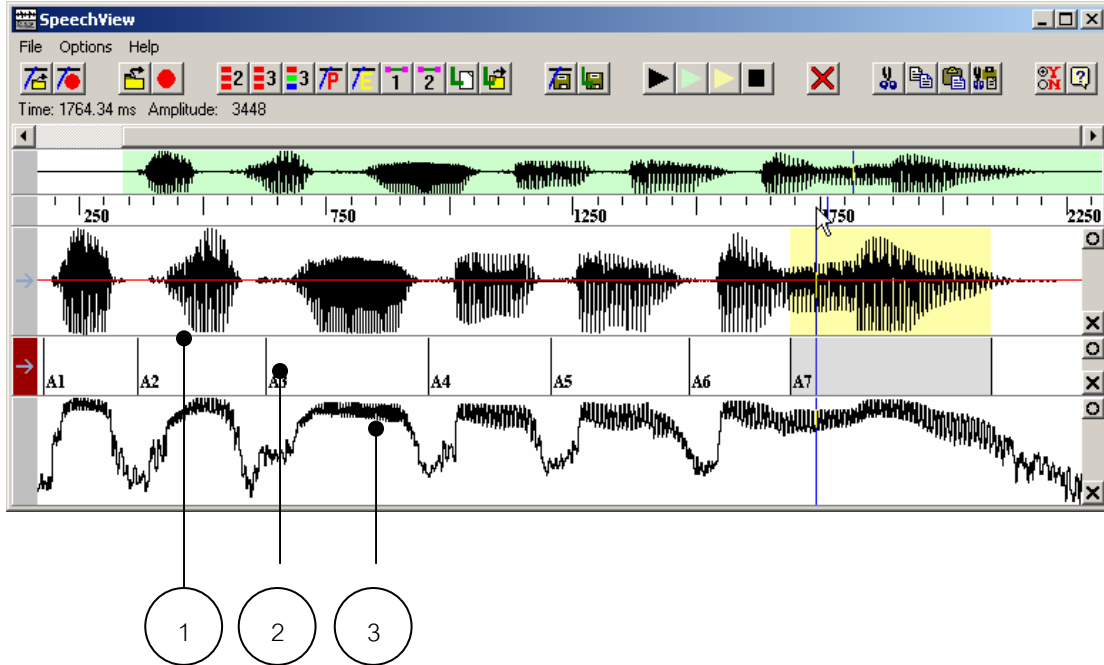 SpeechView
File Options Help
2 3 3 P E 1 2 Y N ?
Time: 1764.34 ms Amplitude: 3448
250 750 1250 1750 2250
A1 A2 A3 A4 A5 A6 A7
1 2 3